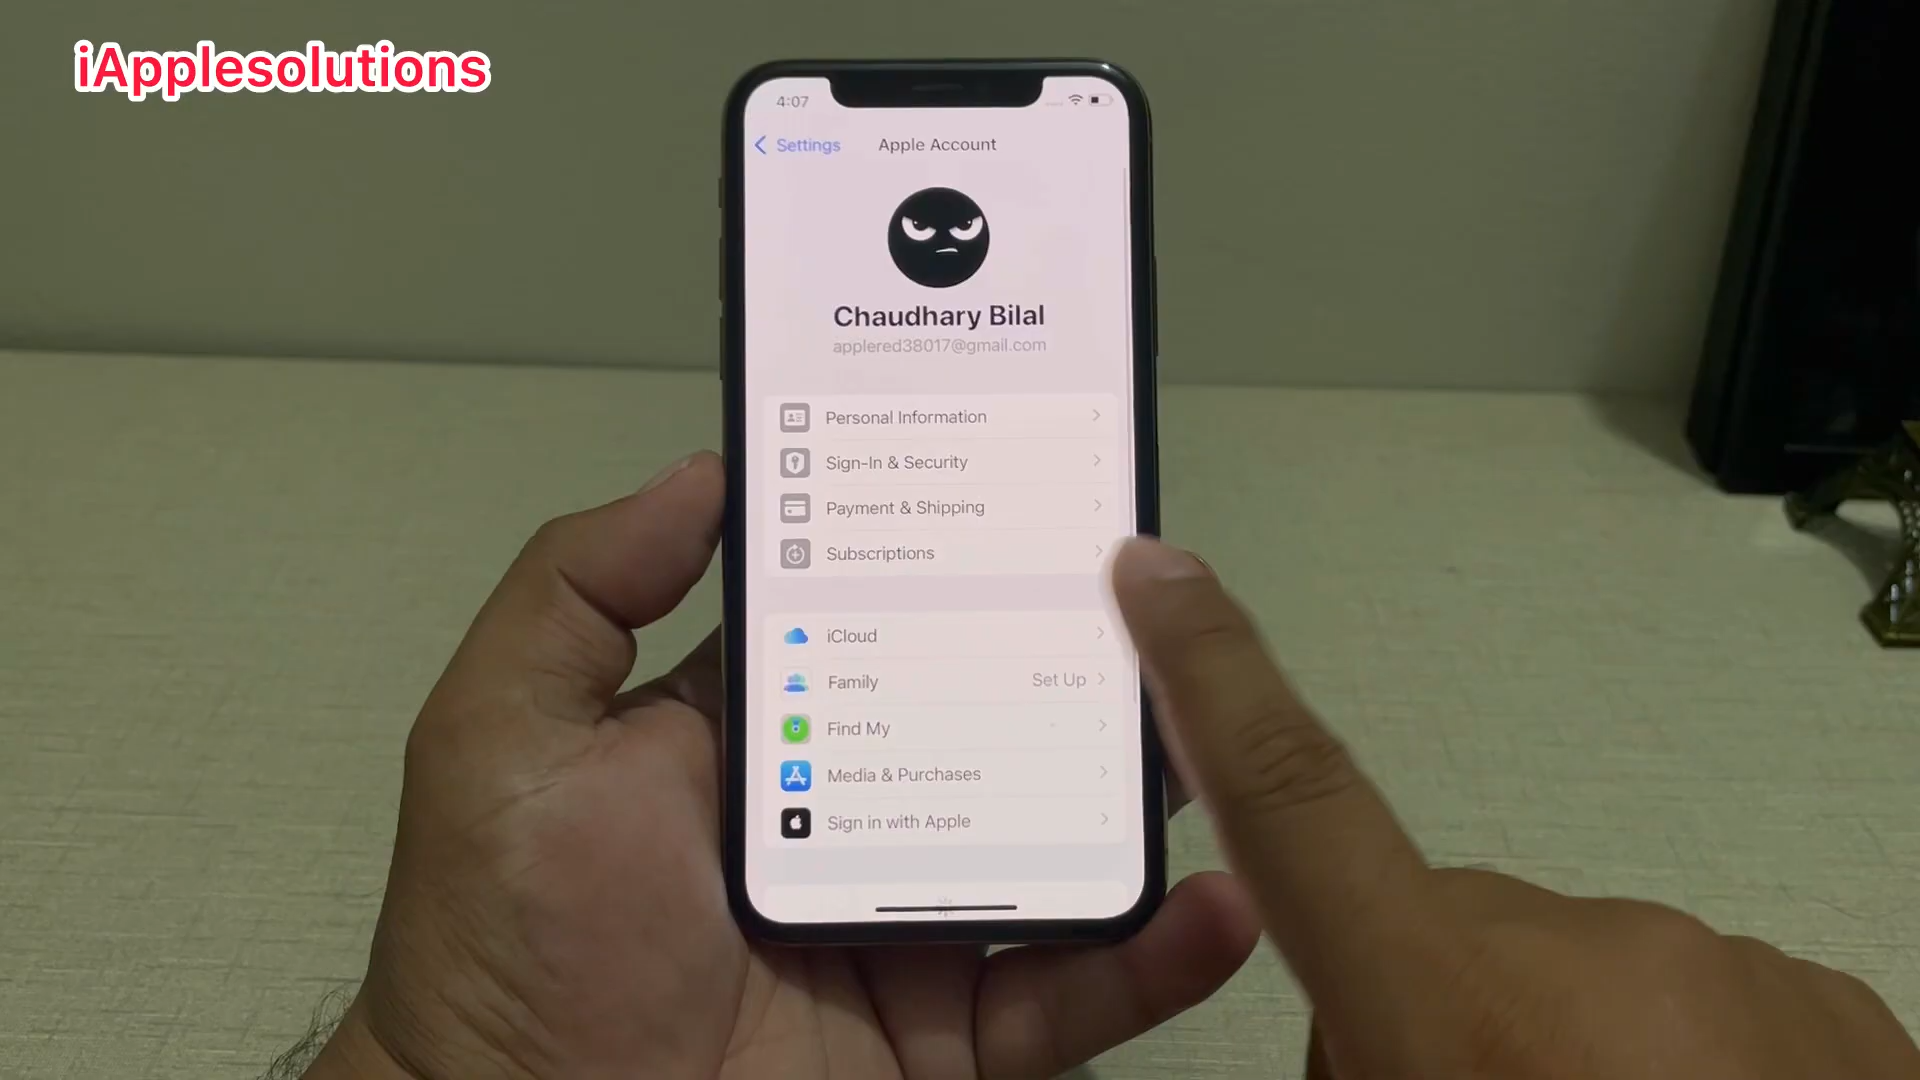 iApplesolutions
4:07
Settings
Apple Account
Chaudhary Bilal
applered38017@gmail.com
Personal Information
Sign-In & Security
Payment & Shipping
Subscriptions
iCloud
Family Set Up
Find My
Media & Purchases
Sign in with Apple